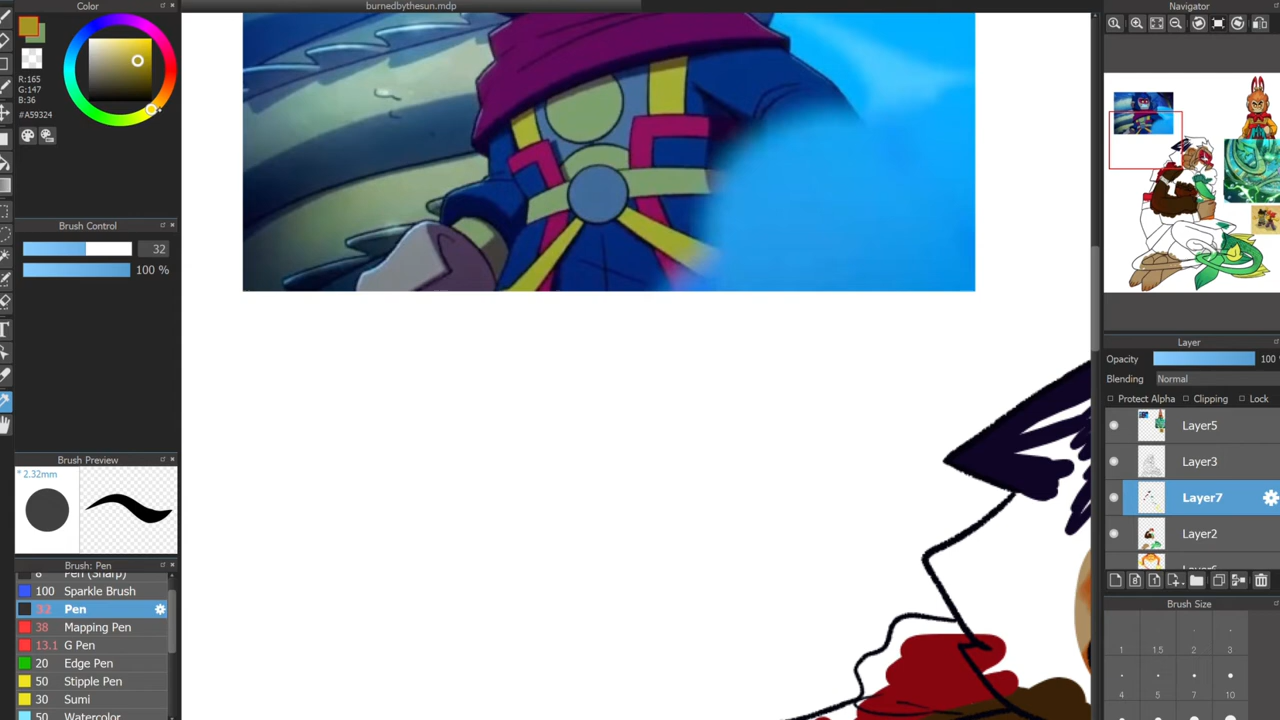 Color
burnedbythesun.mdp
Navigator
R:165
G:147
B:36
#A59324
Brush Control
32
100 %
Brush Preview
* 2.32mm
Brush: Pen
8 Pen (Sharp)
100 Sparkle Brush
32 Pen
38 Mapping Pen
13.1 G Pen
20 Edge Pen
50 Stipple Pen
30 Sumi
Watercolor
Layer
Opacity 100
Blending Normal
Protect Alpha Clipping Lock
Layer5
Layer3
Layer7
Layer2
Layer6
Brush Size
1 1.5 2 3
4 5 7 10